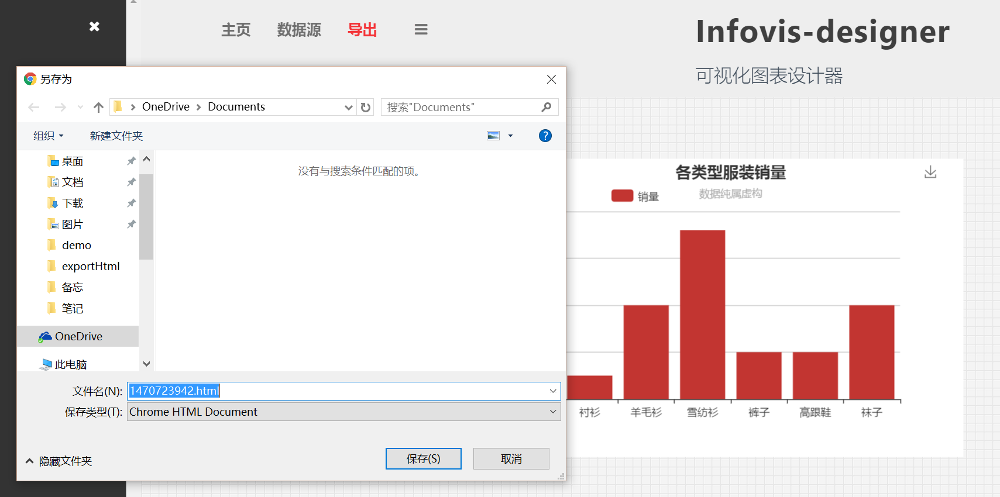 主页 数据源 导出
Infovis-designer
可视化图表设计器
另存为
OneDrive Documents
搜索"Documents"
组织 新建文件夹
?
桌面
文档
下载
图片
demo
exportHtml
备忘
笔记
OneDrive
此电脑
没有与搜索条件匹配的项。
文件名(N): 1470723942.html
保存类型(T): Chrome HTML Document
隐藏文件夹
保存(S) 取消
各类型服装销量
数据纯属虚构
销量
衬衫 羊毛衫 雪纺衫 裤子 高跟鞋 袜子